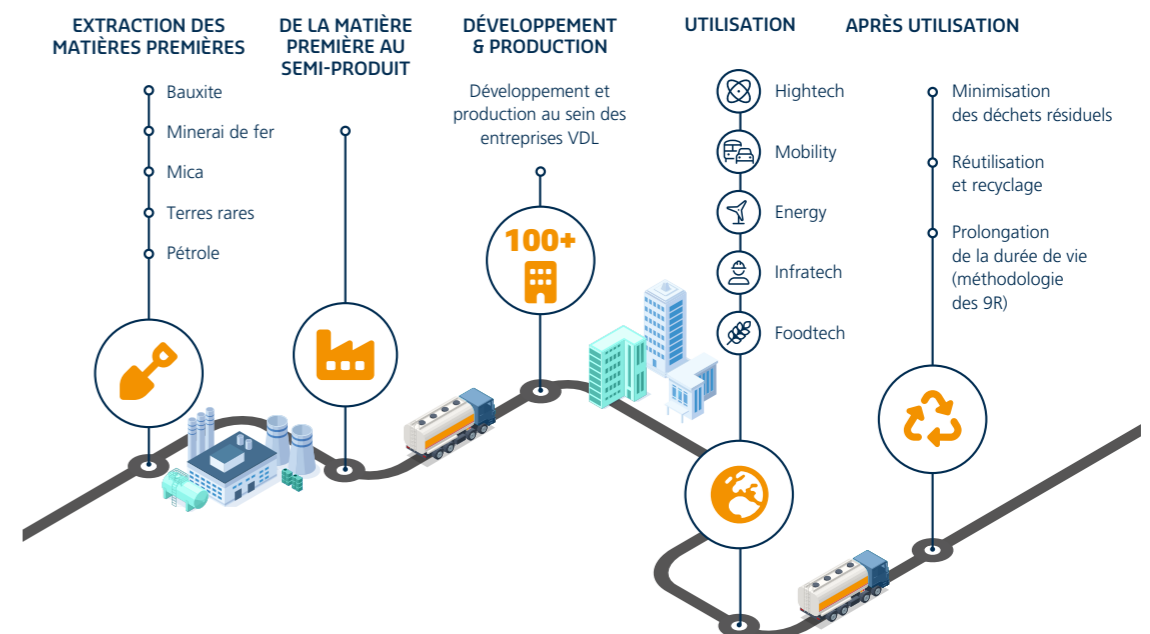 EXTRACTION DES
MATIÈRES PREMIÈRES
Bauxite
Minerai de fer
Mica
Terres rares
Pétrole
DE LA MATIÈRE
PREMIÈRE AU
SEMI-PRODUIT
DÉVELOPPEMENT
& PRODUCTION
Développement et
production au sein des
entreprises VDL
100+
UTILISATION
Hightech
Mobility
Energy
Infratech
Foodtech
APRÈS UTILISATION
Minimisation
des déchets résiduels
Réutilisation
et recyclage
Prolongation
de la durée de vie
(méthodologie
des 9R)